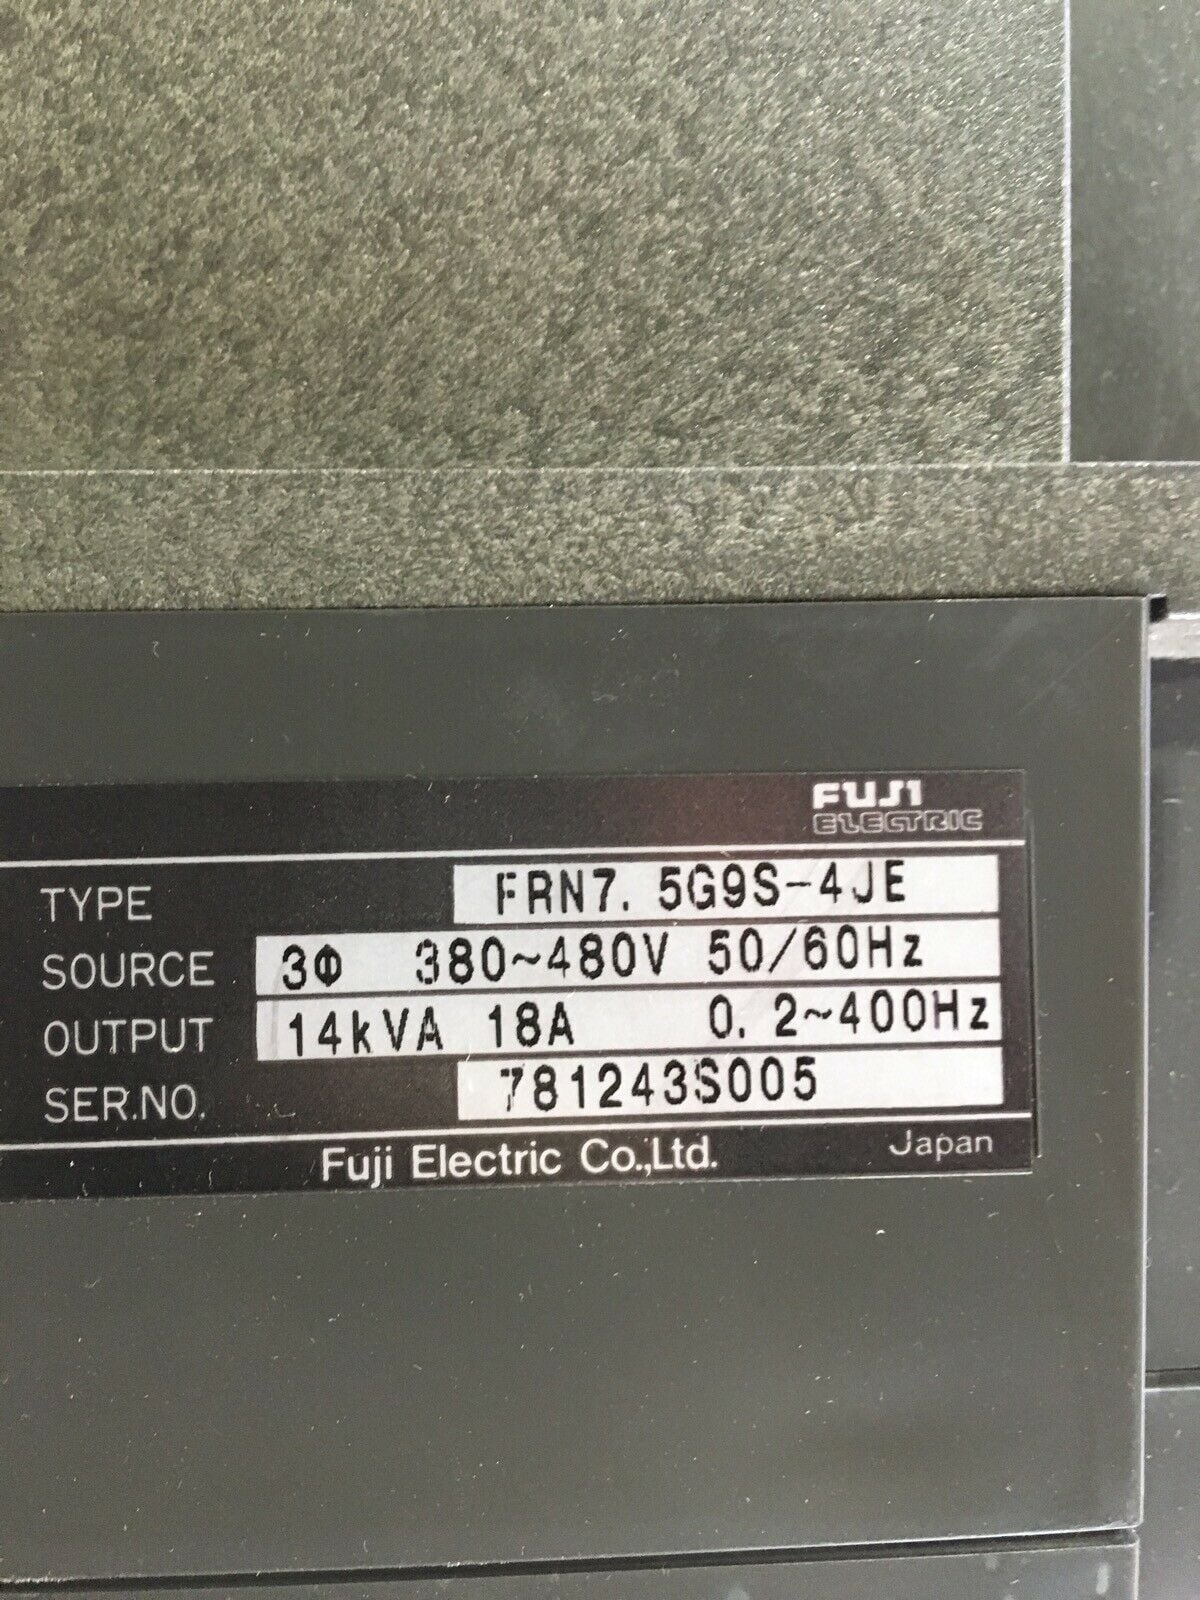 FUJI
ELECTRIC
TYPE FRN7. 5G9S-4JE
SOURCE 3Φ 380~480V 50/60Hz
OUTPUT 14kVA 18A 0. 2~400Hz
SER.NO. 781243S005
Fuji Electric Co.,Ltd. Japan